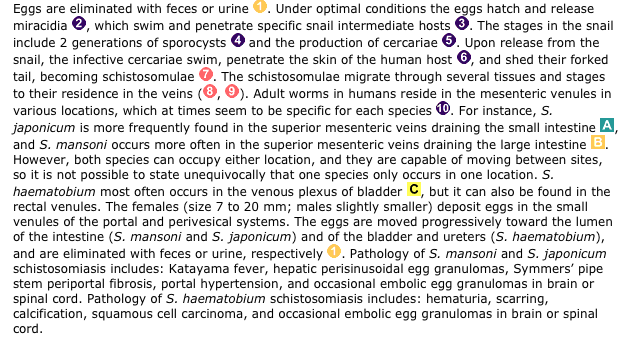 Eggs are eliminated with feces or urine 1. Under optimal conditions the eggs hatch and release
miracidia 2, which swim and penetrate specific snail intermediate hosts 3. The stages in the snail
include 2 generations of sporocysts 4 and the production of cercariae 5. Upon release from the
snail, the infective cercariae swim, penetrate the skin of the human host 6, and shed their forked
tail, becoming schistosomulae 7. The schistosomulae migrate through several tissues and stages
to their residence in the veins (8, 9). Adult worms in humans reside in the mesenteric venules in
various locations, which at times seem to be specific for each species 10. For instance, S.
japonicum is more frequently found in the superior mesenteric veins draining the small intestine A,
and S. mansoni occurs more often in the superior mesenteric veins draining the large intestine B.
However, both species can occupy either location, and they are capable of moving between sites,
so it is not possible to state unequivocally that one species only occurs in one location. S.
haematobium most often occurs in the venous plexus of bladder C, but it can also be found in the
rectal venules. The females (size 7 to 20 mm; males slightly smaller) deposit eggs in the small
venules of the portal and perivesical systems. The eggs are moved progressively toward the lumen
of the intestine (S. mansoni and S. japonicum) and of the bladder and ureters (S. haematobium),
and are eliminated with feces or urine, respectively 1. Pathology of S. mansoni and S. japonicum
schistosomiasis includes: Katayama fever, hepatic perisinusoidal egg granulomas, Symmers’ pipe
stem periportal fibrosis, portal hypertension, and occasional embolic egg granulomas in brain or
spinal cord. Pathology of S. haematobium schistosomiasis includes: hematuria, scarring,
calcification, squamous cell carcinoma, and occasional embolic egg granulomas in brain or spinal
cord.